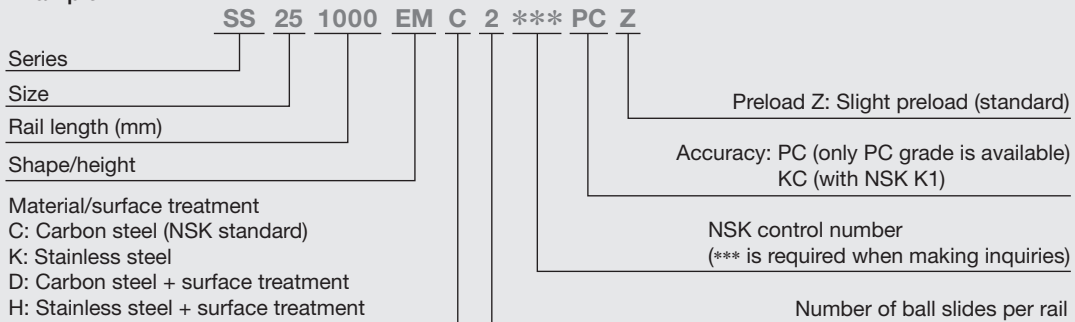 SS 25 1000 EM C 2 *** PC Z
Series
Size
Rail length (mm)
Shape/height
Material/surface treatment
C: Carbon steel (NSK standard)
K: Stainless steel
D: Carbon steel + surface treatment
H: Stainless steel + surface treatment
Preload Z: Slight preload (standard)
Accuracy: PC (only PC grade is available)
KC (with NSK K1)
NSK control number
(*** is required when making inquiries)
Number of ball slides per rail